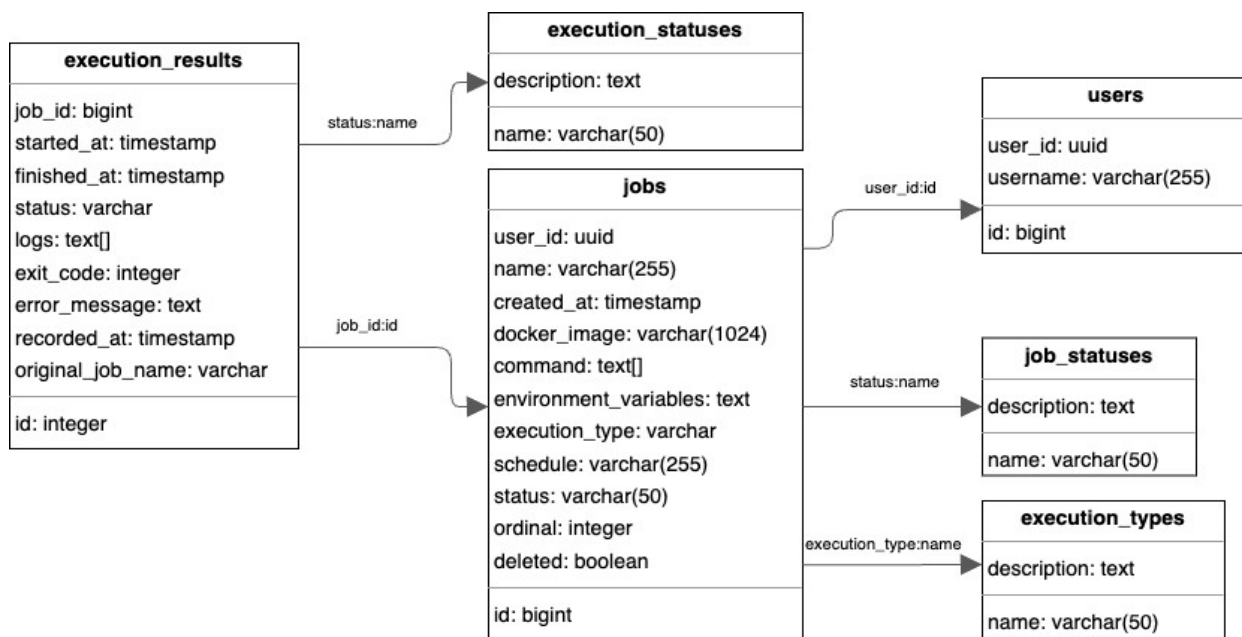 execution_results
job_id: bigint
started_at: timestamp
finished_at: timestamp
status: varchar
logs: text[]
exit_code: integer
error_message: text
recorded_at: timestamp
original_job_name: varchar
id: integer
status:name
job_id:id
execution_statuses
description: text
name: varchar(50)
jobs
user_id: uuid
name: varchar(255)
created_at: timestamp
docker_image: varchar(1024)
command: text[]
environment_variables: text
execution_type: varchar
schedule: varchar(255)
status: varchar(50)
ordinal: integer
deleted: boolean
id: bigint
user_id:id
status:name
execution_type:name
users
user_id: uuid
username: varchar(255)
id: bigint
job_statuses
description: text
name: varchar(50)
execution_types
description: text
name: varchar(50)